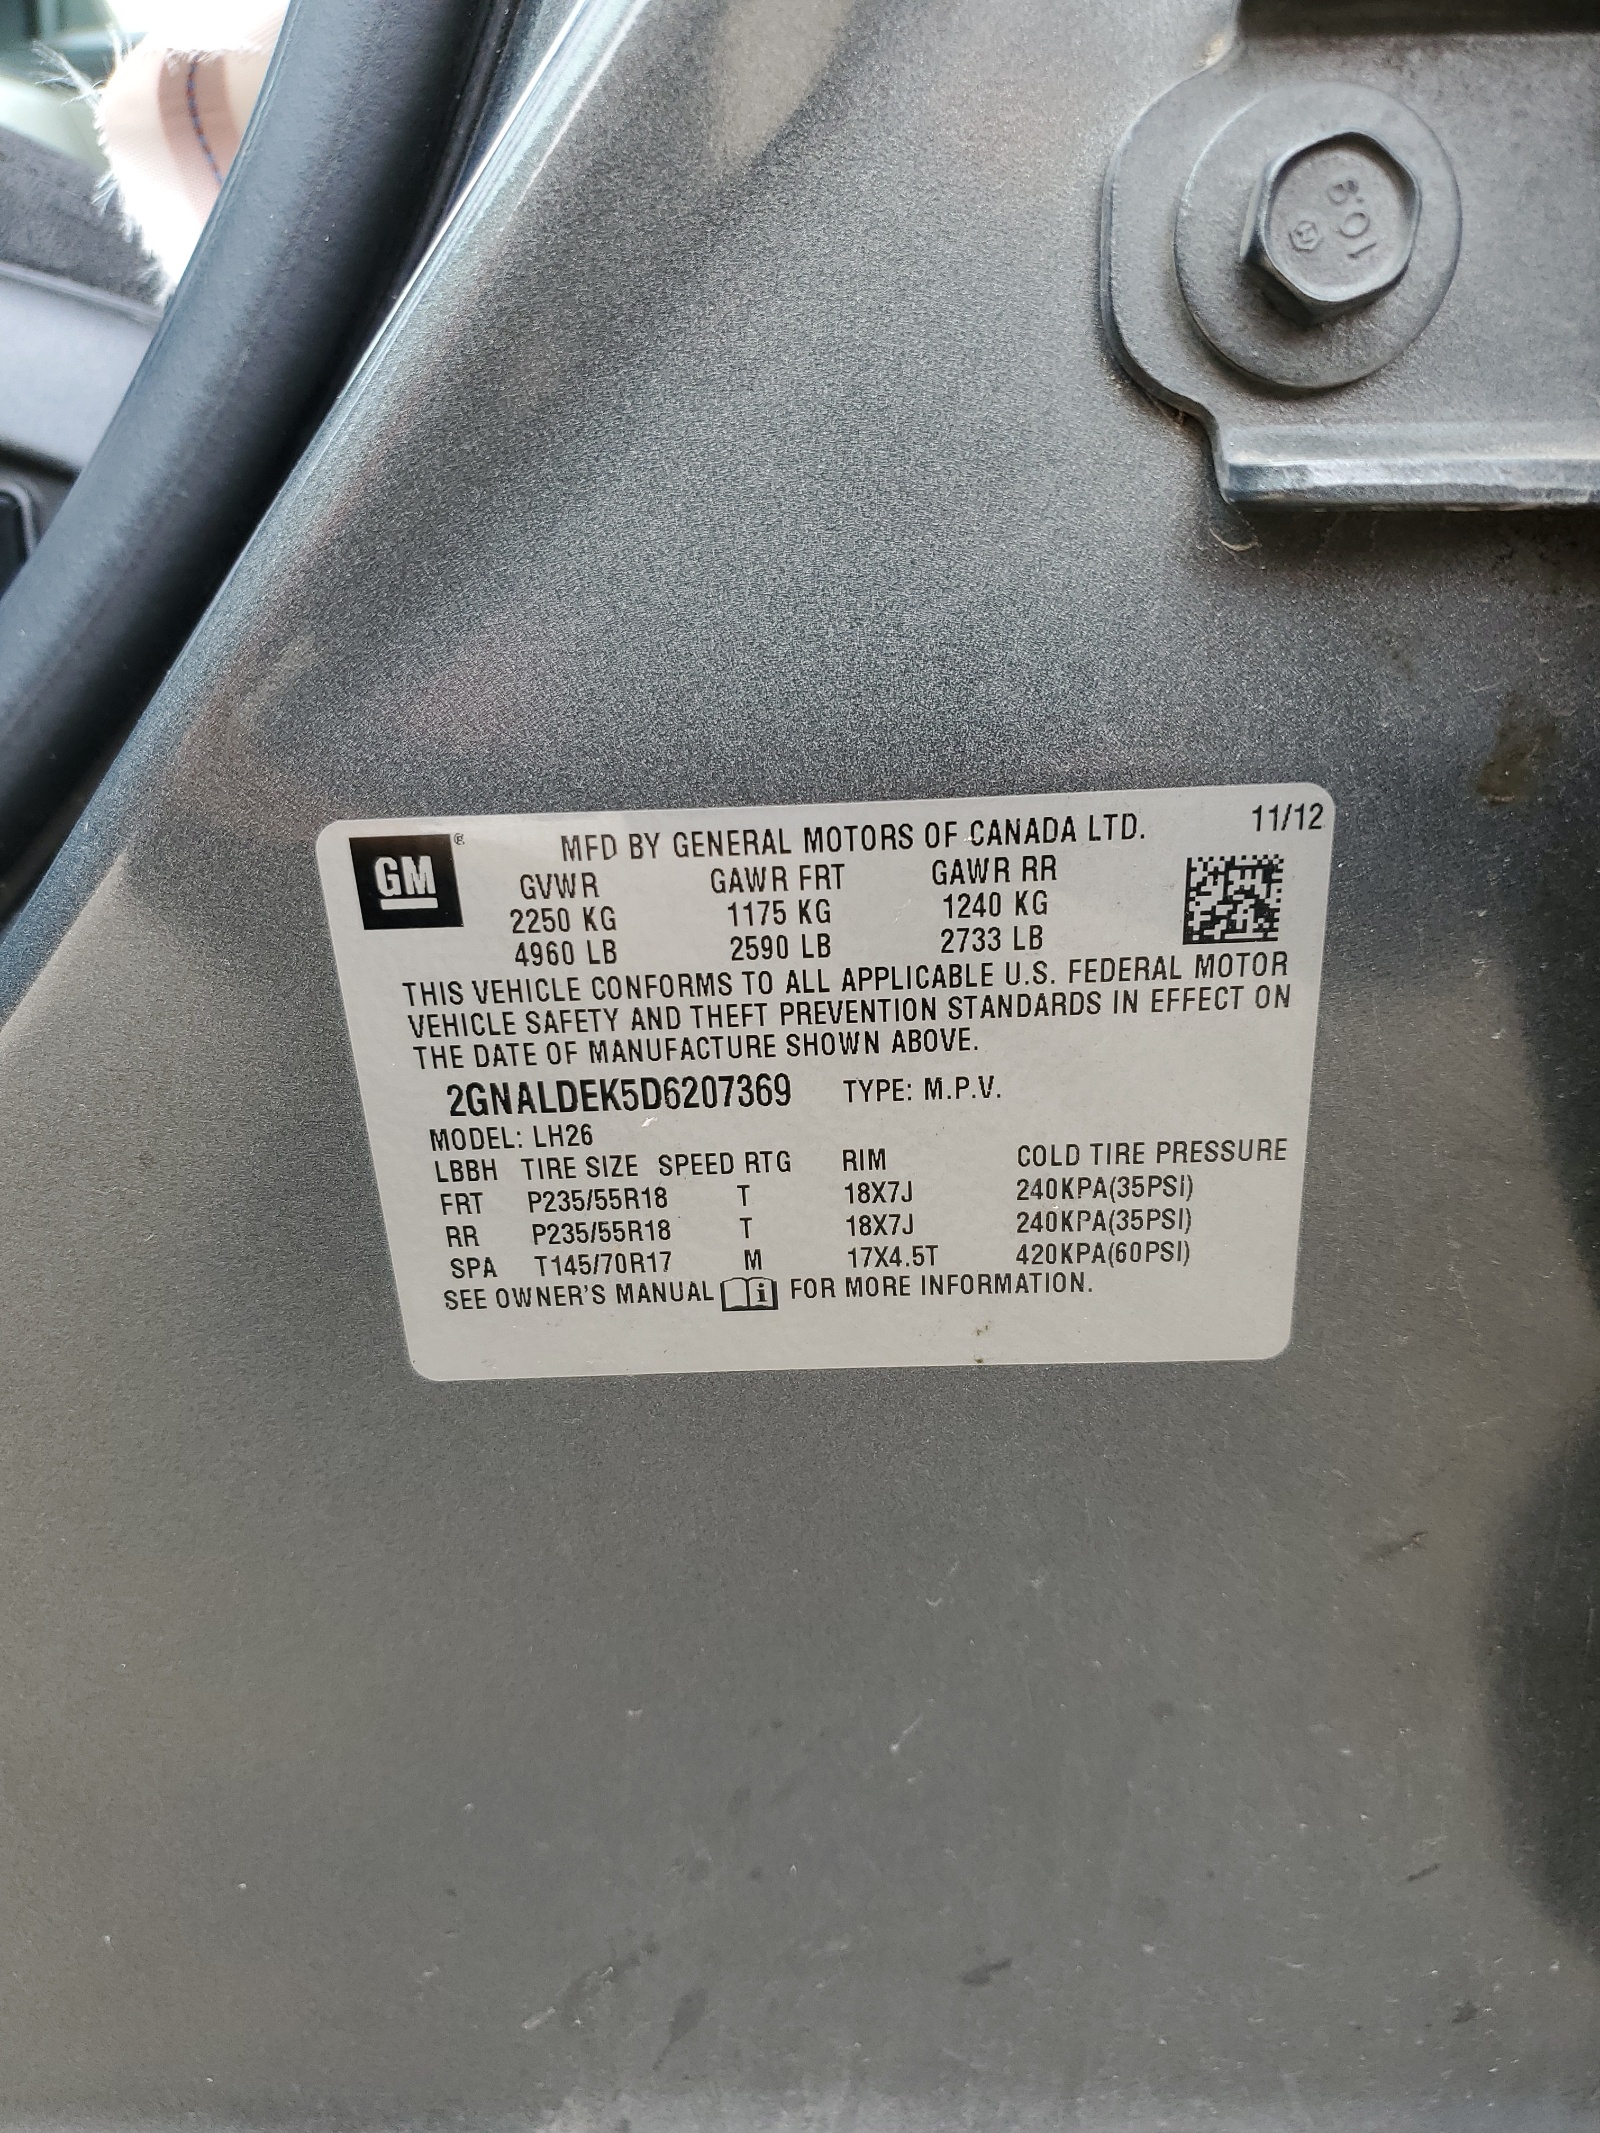 10.9
GM ®
MFD BY GENERAL MOTORS OF CANADA LTD. 11/12
GVWR GAWR FRT GAWR RR
2250 KG 1175 KG 1240 KG
4960 LB 2590 LB 2733 LB
THIS VEHICLE CONFORMS TO ALL APPLICABLE U.S. FEDERAL MOTOR
VEHICLE SAFETY AND THEFT PREVENTION STANDARDS IN EFFECT ON
THE DATE OF MANUFACTURE SHOWN ABOVE.
2GNALDEK5D6207369 TYPE: M.P.V.
MODEL: LH26
LBBH TIRE SIZE SPEED RTG RIM COLD TIRE PRESSURE
FRT P235/55R18 T 18X7J 240KPA(35PSI)
RR P235/55R18 T 18X7J 240KPA(35PSI)
SPA T145/70R17 M 17X4.5T 420KPA(60PSI)
SEE OWNER'S MANUAL i FOR MORE INFORMATION.